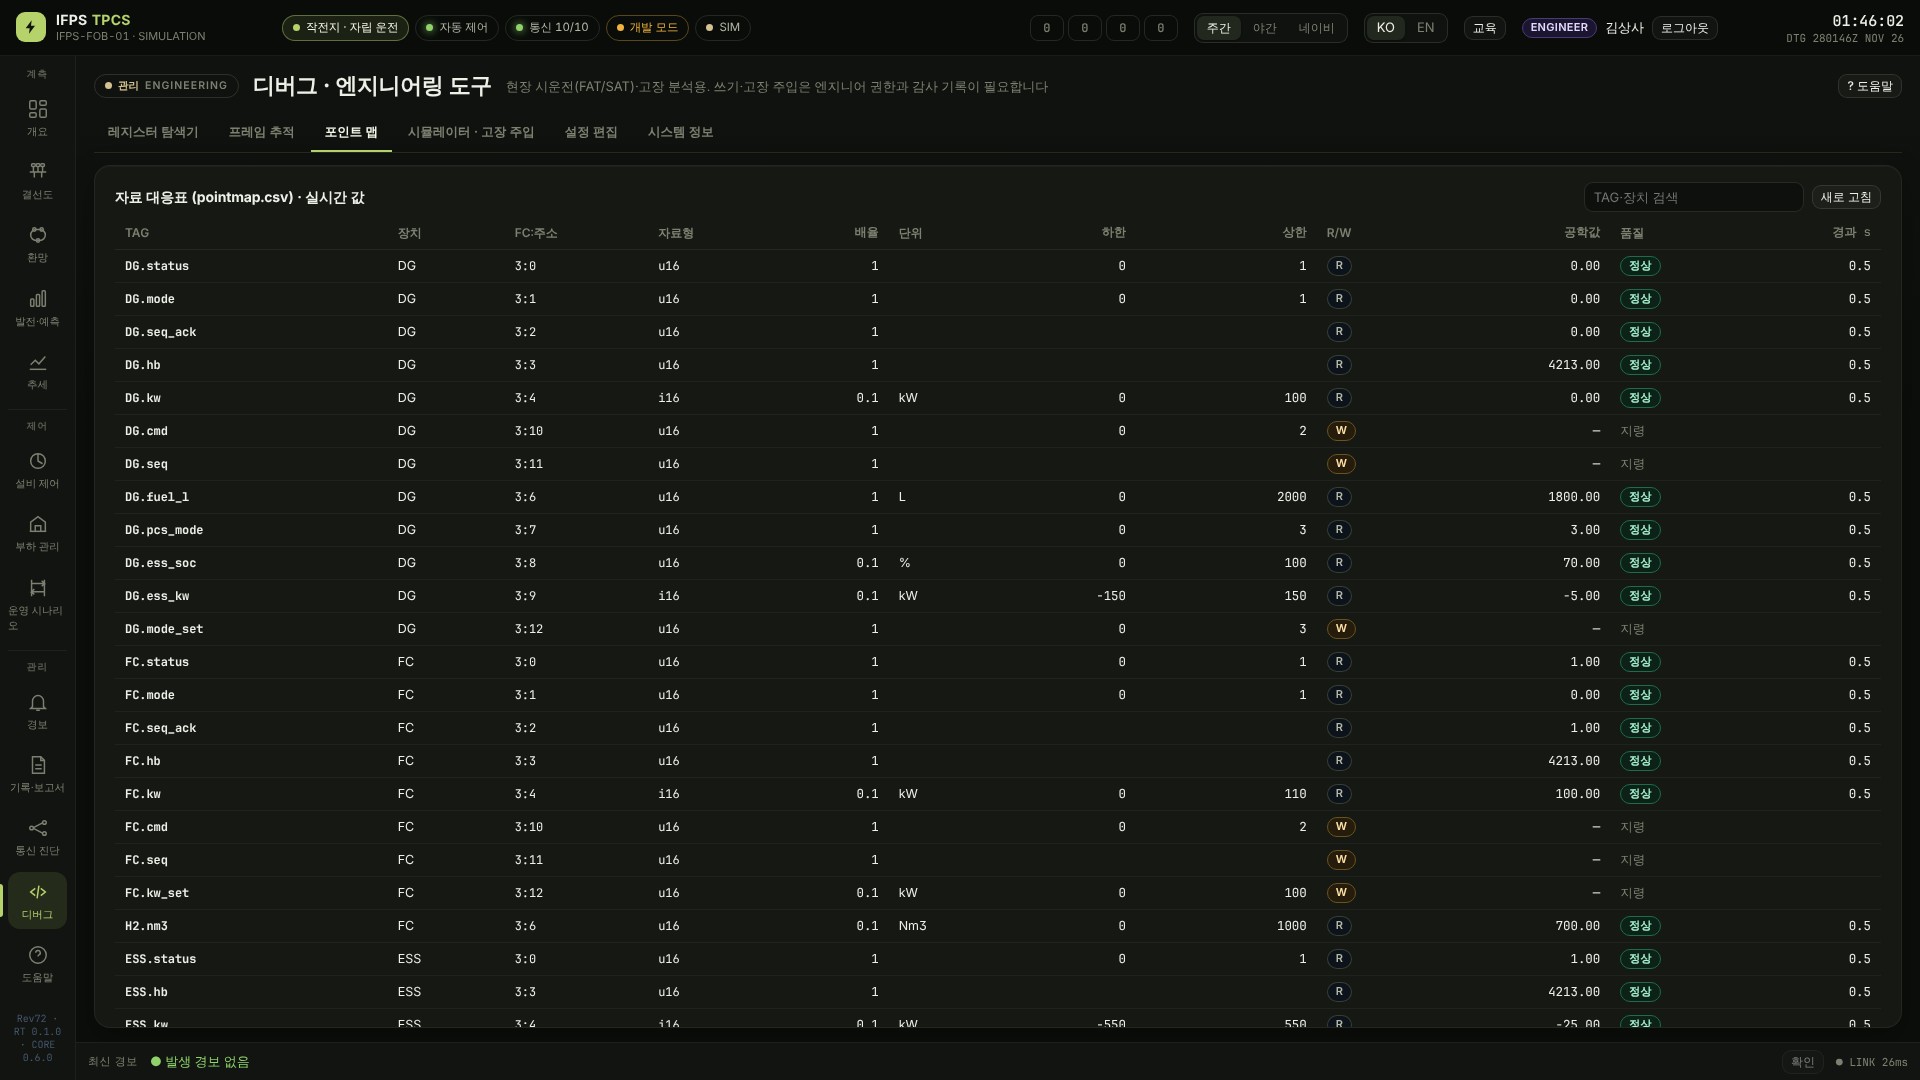 IFPS TPCS
IFPS-FOB-01 · SIMULATION
작전지 · 자립 운전
자동 제어
통신 10/10
개발 모드
SIM
0 0 0 0
주간 야간 네이비
KO EN
교육
ENGINEER 김상사 로그아웃
01:46:02
DTG 280146Z NOV 26
계측
개요
결선도
환망
발전·예측
추세
제어
설비 제어
부하 관리
운영 시나리
오
관리
경보
기록·보고서
통신 진단
디버그
도움말
Rev72 ·
RT 0.1.0
· CORE
0.6.0
관리 ENGINEERING
디버그 · 엔지니어링 도구
현장 시운전(FAT/SAT)·고장 분석용. 쓰기·고장 주입은 엔지니어 권한과 감사 기록이 필요합니다
? 도움말
레지스터 탐색기 프레임 추적 포인트 맵 시뮬레이터 · 고장 주입 설정 편집 시스템 정보
자료 대응표 (pointmap.csv) · 실시간 값
TAG·장치 검색
새로 고침
TAG 장치 FC:주소 자료형 배율 단위 하한 상한 R/W 공학값 품질 경과 s
DG.status DG 3:0 u16 1 0 1 R 0.00 정상 0.5
DG.mode DG 3:1 u16 1 0 1 R 0.00 정상 0.5
DG.seq_ack DG 3:2 u16 1 R 0.00 정상 0.5
DG.hb DG 3:3 u16 1 R 4213.00 정상 0.5
DG.kw DG 3:4 i16 0.1 kW 0 100 R 0.00 정상 0.5
DG.cmd DG 3:10 u16 1 0 2 W — 지령
DG.seq DG 3:11 u16 1 W — 지령
DG.fuel_l DG 3:6 u16 1 L 0 2000 R 1800.00 정상 0.5
DG.pcs_mode DG 3:7 u16 1 0 3 R 3.00 정상 0.5
DG.ess_soc DG 3:8 u16 0.1 % 0 100 R 70.00 정상 0.5
DG.ess_kw DG 3:9 i16 0.1 kW -150 150 R -5.00 정상 0.5
DG.mode_set DG 3:12 u16 1 0 3 W — 지령
FC.status FC 3:0 u16 1 0 1 R 1.00 정상 0.5
FC.mode FC 3:1 u16 1 0 1 R 0.00 정상 0.5
FC.seq_ack FC 3:2 u16 1 R 1.00 정상 0.5
FC.hb FC 3:3 u16 1 R 4213.00 정상 0.5
FC.kw FC 3:4 i16 0.1 kW 0 110 R 100.00 정상 0.5
FC.cmd FC 3:10 u16 1 0 2 W — 지령
FC.seq FC 3:11 u16 1 W — 지령
FC.kw_set FC 3:12 u16 0.1 kW 0 100 W — 지령
H2.nm3 FC 3:6 u16 0.1 Nm3 0 1000 R 700.00 정상 0.5
ESS.status ESS 3:0 u16 1 0 1 R 1.00 정상 0.5
ESS.hb ESS 3:3 u16 1 R 4213.00 정상 0.5
ESS.kw ESS 3:4 i16 0.1 kW -550 550 R -25.00 정상 0.5
최신 경보
발생 경보 없음
확인
LINK 26ms